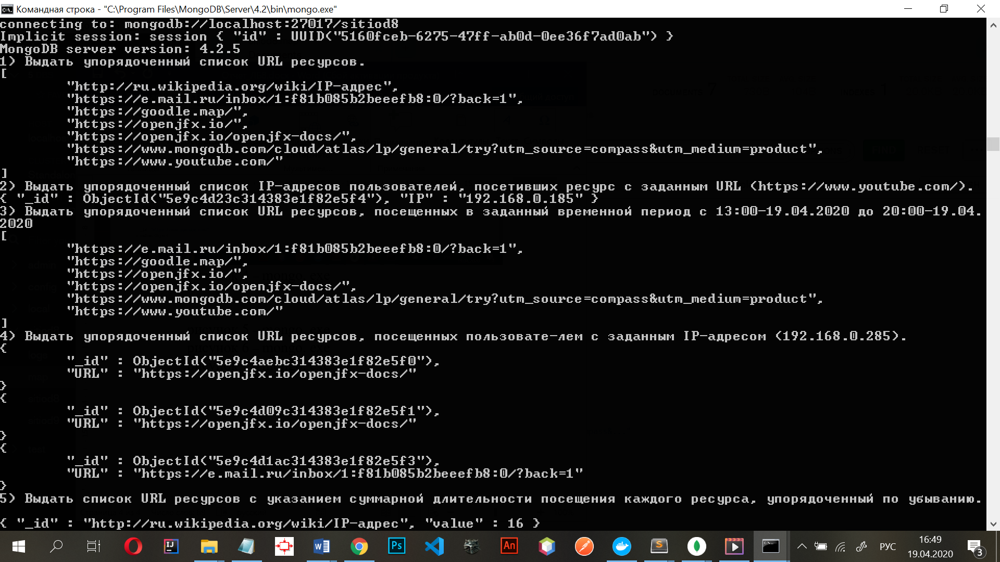 Командная строка - "C:\Program Files\MongoDB\Server\4.2\bin\mongo.exe"
connecting to: mongodb://localhost:27017/sitiod8
Implicit session: session { "id" : UUID("5160fceb-6275-47ff-ab0d-0ee36f7ad0ab") }
MongoDB server version: 4.2.5
1) Выдать упорядоченный список URL ресурсов.
[
"http://ru.wikipedia.org/wiki/IP-адрес",
"https://e.mail.ru/inbox/1:f81b085b2beeefb8:0/?back=1",
"https://goodle.map/",
"https://openjfx.io/",
"https://openjfx.io/openjfx-docs/",
"https://www.mongodb.com/cloud/atlas/lp/general/try?utm_source=compass&utm_medium=product",
"https://www.youtube.com/"
]
2) Выдать упорядоченный список IP-адресов пользователей, посетивших ресурс с заданным URL (https://www.youtube.com/).
{ "_id" : ObjectId("5e9c4d23c314383e1f82e5f4"), "IP" : "192.168.0.185" }
3) Выдать упорядоченный список URL ресурсов, посещенных в заданный временной период с 13:00-19.04.2020 до 20:00-19.04.
2020
[
"https://e.mail.ru/inbox/1:f81b085b2beeefb8:0/?back=1",
"https://goodle.map/",
"https://openjfx.io/",
"https://openjfx.io/openjfx-docs/",
"https://www.mongodb.com/cloud/atlas/lp/general/try?utm_source=compass&utm_medium=product",
"https://www.youtube.com/"
]
4) Выдать упорядоченный список URL ресурсов, посещенных пользовате-лем с заданным IP-адресом (192.168.0.285).
{
"_id" : ObjectId("5e9c4aebc314383e1f82e5f0"),
"URL" : "https://openjfx.io/openjfx-docs/"
}
{
"_id" : ObjectId("5e9c4d09c314383e1f82e5f1"),
"URL" : "https://openjfx.io/openjfx-docs/"
}
{
"_id" : ObjectId("5e9c4d1ac314383e1f82e5f3"),
"URL" : "https://e.mail.ru/inbox/1:f81b085b2beeefb8:0/?back=1"
}
5) Выдать список URL ресурсов с указанием суммарной длительности посещения каждого ресурса, упорядоченный по убыванию.
{ "_id" : "http://ru.wikipedia.org/wiki/IP-адрес", "value" : 16 }
РУС
16:49
19.04.2020
3